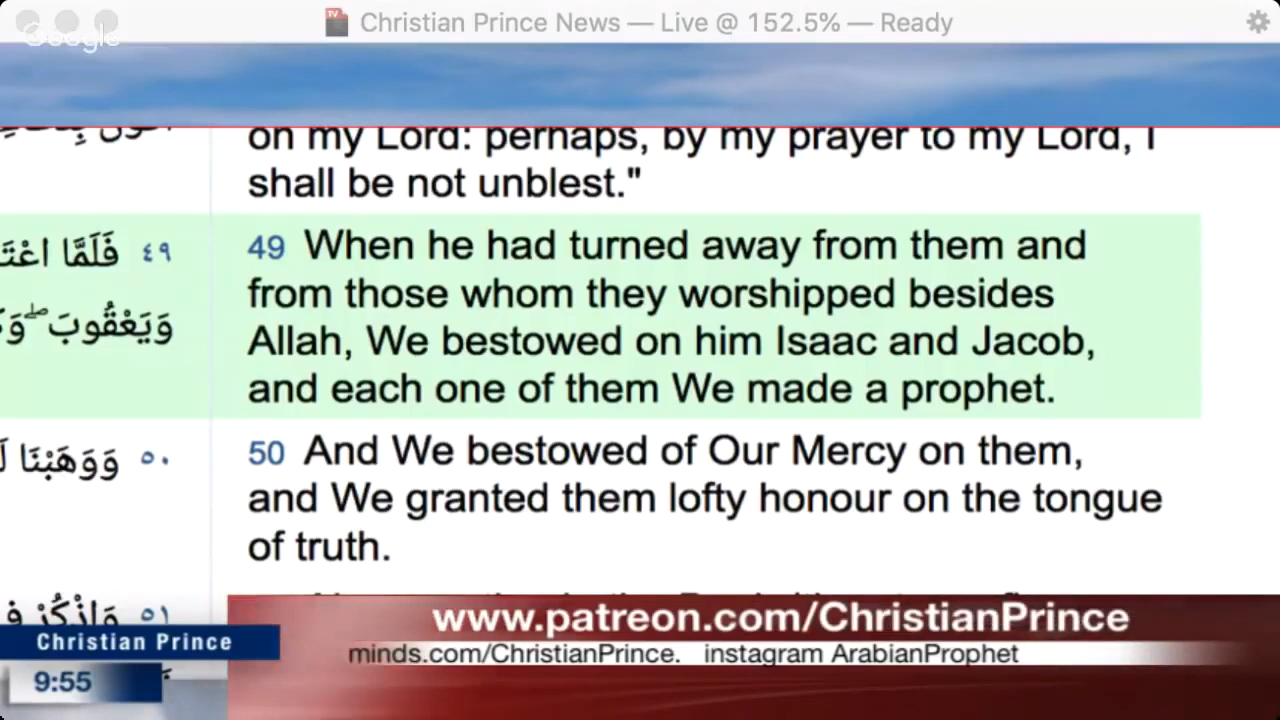 Google
Christian Prince News — Live @ 152.5% — Ready
on my Lord: perhaps, by my prayer to my Lord, I
shall be not unblest."
٤٩ فَلَمَّا
49 When he had turned away from them and
from those whom they worshipped besides
وَيَعْقُوبَ ۖ
Allah, We bestowed on him Isaac and Jacob,
and each one of them We made a prophet.
٥٠ وَوَهَبْنَا
50 And We bestowed of Our Mercy on them,
and We granted them lofty honour on the tongue
of truth.
٥١ وَاذْكُرْ
www.patreon.com/ChristianPrince
Christian Prince
minds.com/ChristianPrince. instagram ArabianProphet
9:55